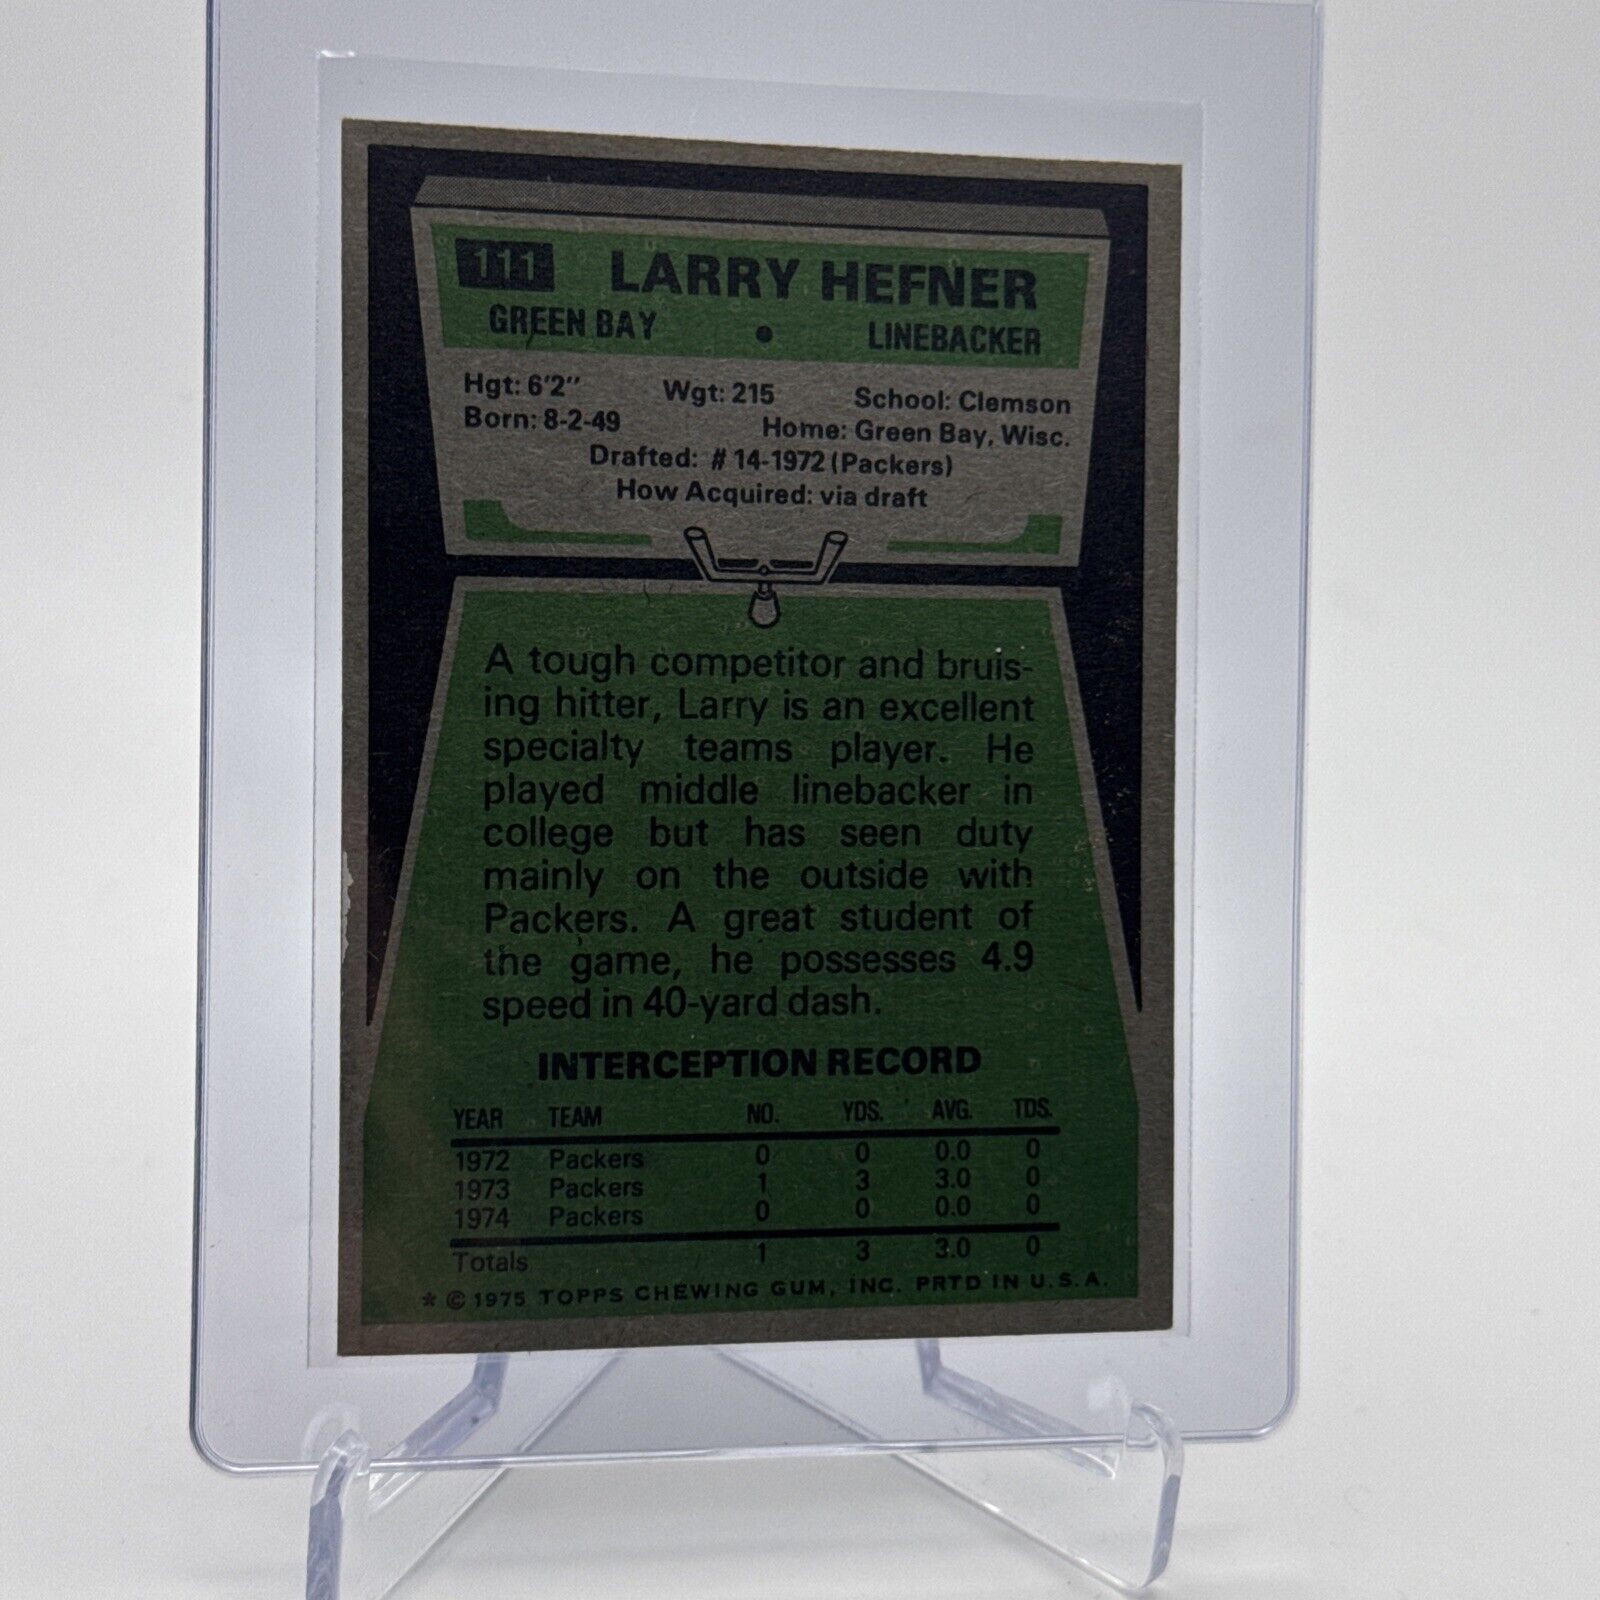 111 LARRY HEFNER
GREEN BAY • LINEBACKER
Hgt: 6'2" Wgt: 215 School: Clemson
Born: 8-2-49 Home: Green Bay, Wisc.
Drafted: #14-1972 (Packers)
How Acquired: via draft
A tough competitor and bruis-
ing hitter, Larry is an excellent
specialty teams player. He
played middle linebacker in
college but has seen duty
mainly on the outside with
Packers. A great student of
the game, he possesses 4.9
speed in 40-yard dash.
INTERCEPTION RECORD
YEAR TEAM NO. YDS. AVG. TDS.
1972 Packers 0 0 0.0 0
1973 Packers 1 3 3.0 0
1974 Packers 0 0 0.0 0
Totals 1 3 3.0 0
* © 1975 TOPPS CHEWING GUM, INC. PRTD IN U.S.A.